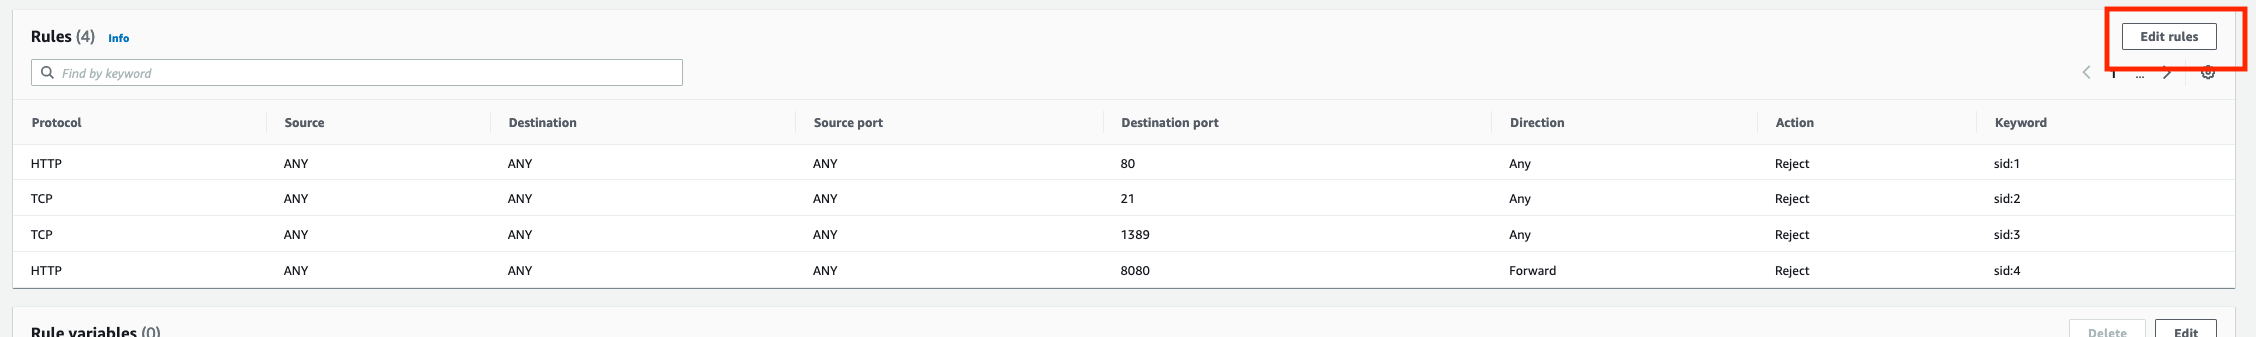 Rules (4) Info
Edit rules
Find by keyword
1 ...
Protocol Source Destination Source port Destination port Direction Action Keyword
HTTP ANY ANY ANY 80 Any Reject sid:1
TCP ANY ANY ANY 21 Any Reject sid:2
TCP ANY ANY ANY 1389 Any Reject sid:3
HTTP ANY ANY ANY 8080 Forward Reject sid:4
Rule variables (0)
Delete Edit